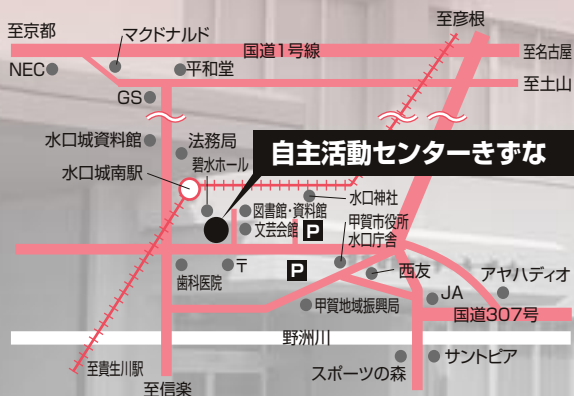 至京都
マクドナルド
至彦根
国道1号線
至名古屋
NEC
平和堂
至土山
GS
水口城資料館
法務局
碧水ホール
自主活動センターきずな
水口城南駅
水口神社
図書館・資料館
文芸会館
P
甲賀市役所
水口庁舎
歯科医院
〒
P
西友
アヤハディオ
甲賀地域振興局
JA
国道307号
野洲川
至貴生川駅
スポーツの森
サントピア
至信楽